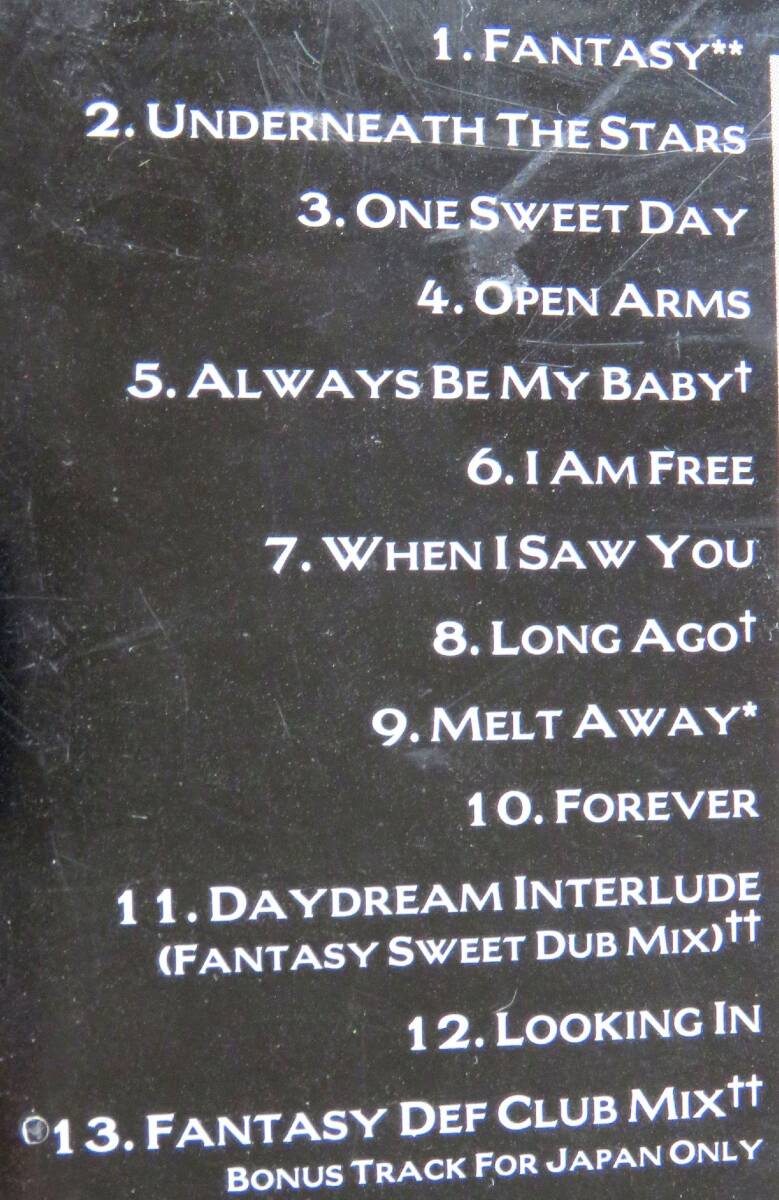 1. Fantasy**
2. Underneath The Stars
3. One Sweet Day
4. Open Arms
5. Always Be My Baby†
6. I Am Free
7. When I Saw You
8. Long Ago†
9. Melt Away*
10. Forever
11. Daydream Interlude
(Fantasy Sweet Dub Mix)††
12. Looking In
13. Fantasy Def Club Mix††
Bonus Track For Japan Only